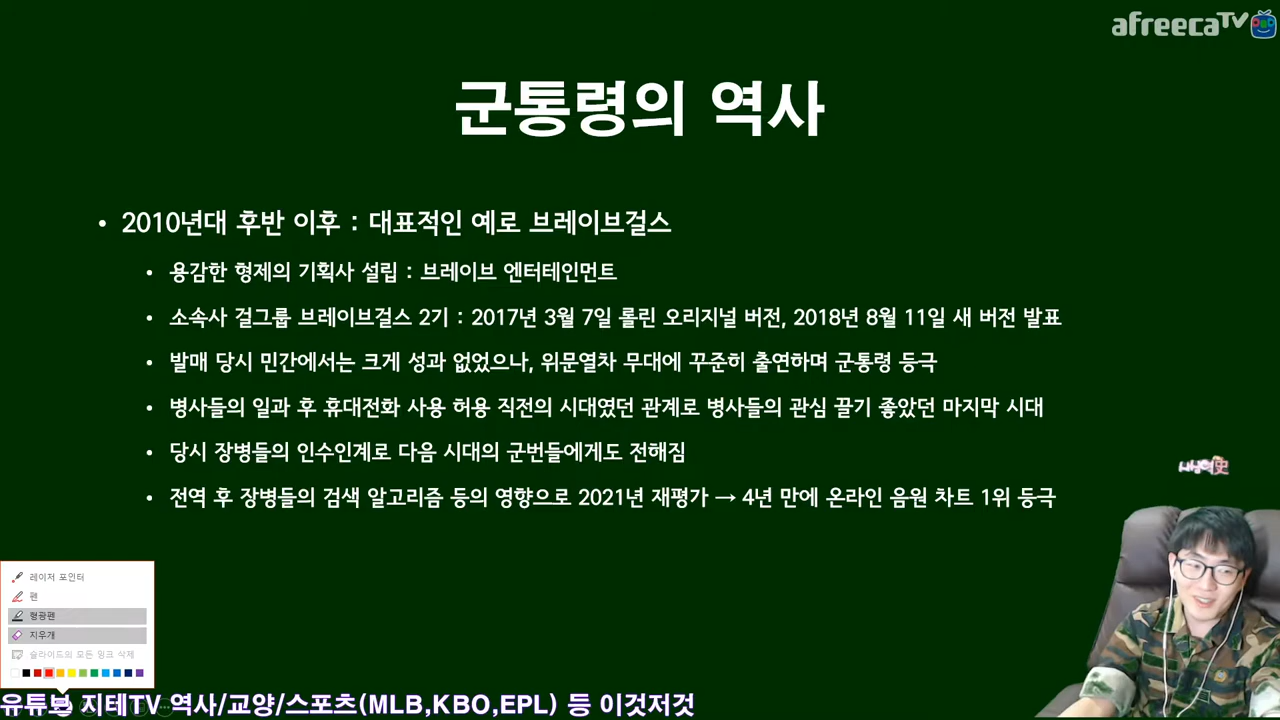 afreecaTV
군통령의 역사
• 2010년대 후반 이후 : 대표적인 예로 브레이브걸스
• 용감한 형제의 기획사 설립 : 브레이브 엔터테인먼트
• 소속사 걸그룹 브레이브걸스 2기 : 2017년 3월 7일 롤린 오리지널 버전, 2018년 8월 11일 새 버전 발표
• 발매 당시 민간에서는 크게 성과 없었으나, 위문열차 무대에 꾸준히 출연하며 군통령 등극
• 병사들의 일과 후 휴대전화 사용 허용 직전의 시대였던 관계로 병사들의 관심 끌기 좋았던 마지막 시대
• 당시 장병들의 인수인계로 다음 시대의 군번들에게도 전해짐
• 전역 후 장병들의 검색 알고리즘 등의 영향으로 2021년 재평가 → 4년 만에 온라인 음원 차트 1위 등극
레이저 포인터
펜
형광펜
지우개
슬라이드의 모든 잉크 삭제
유튜브 지테TV 역사/교양/스포츠(MLB,KBO,EPL) 등 이것저것